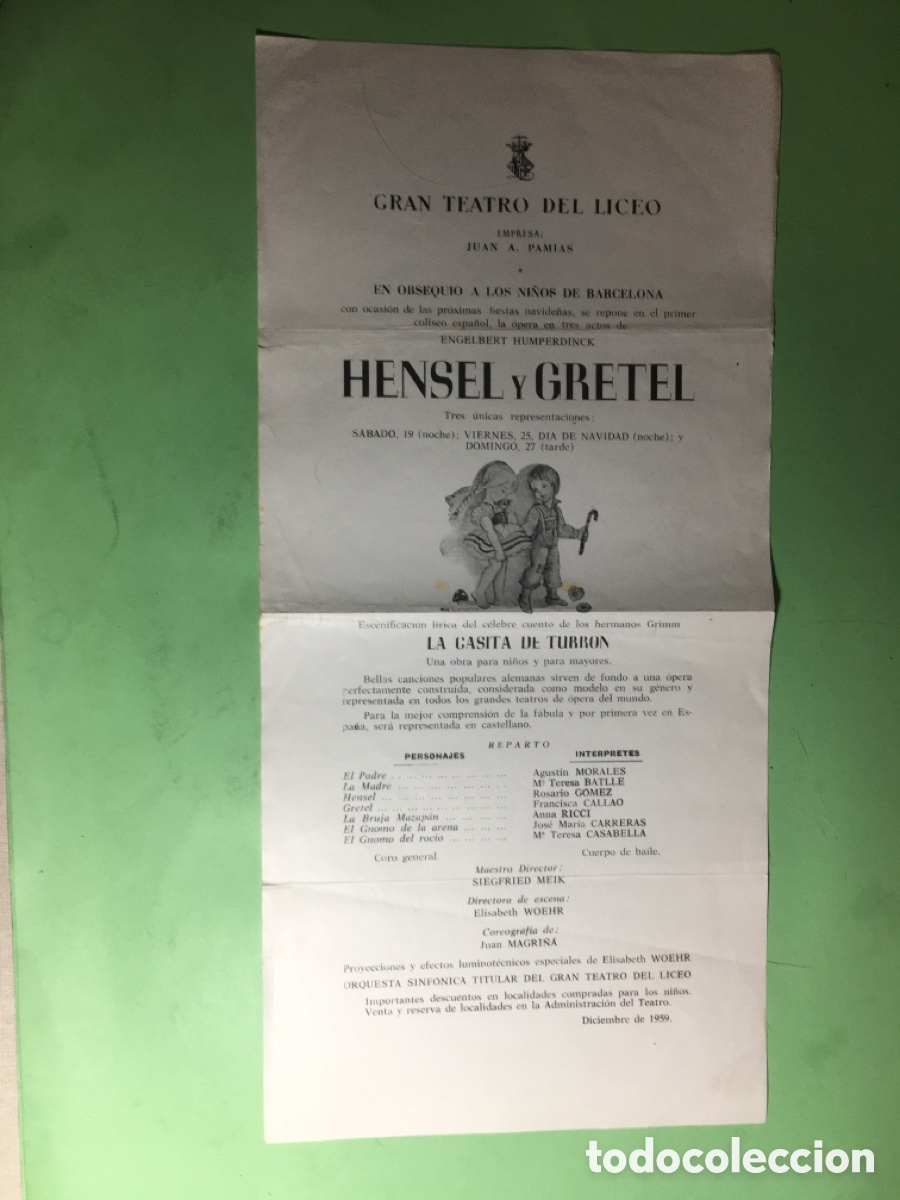 GRAN TEATRO DEL LICEO
EMPRESA:
JUAN A. PAMIAS
EN OBSEQUIO A LOS NIÑOS DE BARCELONA
con ocasión de las próximas fiestas navideñas, se repone en el primer
coliseo español, la ópera en tres actos de
ENGELBERT HUMPERDINCK
HENSEL Y GRETEL
Tres únicas representaciones:
SABADO, 19 (noche); VIERNES, 25, DIA DE NAVIDAD (noche); y
DOMINGO, 27 (tarde)
Escenificación lírica del célebre cuento de los hermanos Grimm
LA CASITA DE TURRON
Una obra para niños y para mayores.
Bellas canciones populares alemanas sirven de fondo a una ópera
perfectamente construída, considerada como modelo en su género y
representada en todos los grandes teatros de ópera del mundo.
Para la mejor comprensión de la fábula y por primera vez en Es-
paña, será representada en castellano.
REPARTO
PERSONAJES INTERPRETES
El Padre .. ... ... ... ... ... ... ... Agustín MORALES
La Madre ... ... ... ... ... ... .. . Mª Teresa BATLLE
Hensel ... ... ... ... ... ... ... ... Rosario GOMEZ
Gretel ... ... ... ... ... ... ... ... Francisca CALLAO
La Bruja Mazapán ... ... ... ... . Anna RICCI
El Gnomo de la arena ... ... ... José María CARRERAS
El Gnomo del rocío ... ... ... ... Mª Teresa CASABELLA
Coro general. Cuerpo de baile.
Maestro Director:
SIEGFRIED MEIK
Directora de escena:
Elisabeth WOEHR
Coreografía de:
Juan MAGRIÑÁ
Proyecciones y efectos luminotécnicos especiales de Elisabeth WOEHR
ORQUESTA SINFONICA TITULAR DEL GRAN TEATRO DEL LICEO
Importantes descuentos en localidades compradas para los niños.
Venta y reserva de localidades en la Administración del Teatro.
Diciembre de 1959.
todocoleccion